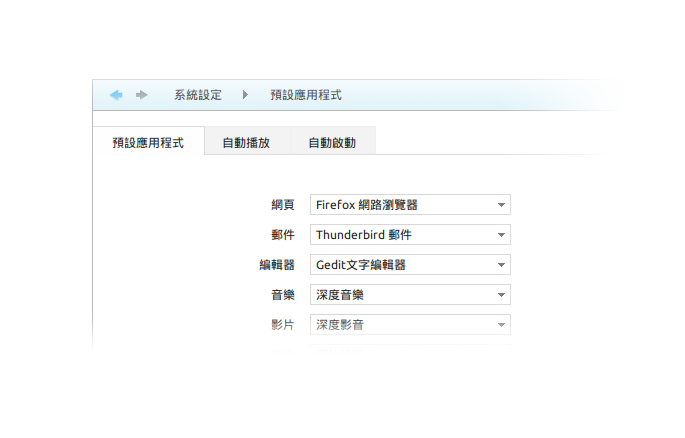 系統設定 預設應用程式
預設應用程式 自動播放 自動啟動
網頁 Firefox 網路瀏覽器
郵件 Thunderbird 郵件
編輯器 Gedit文字編輯器
音樂 深度音樂
影片 深度影音